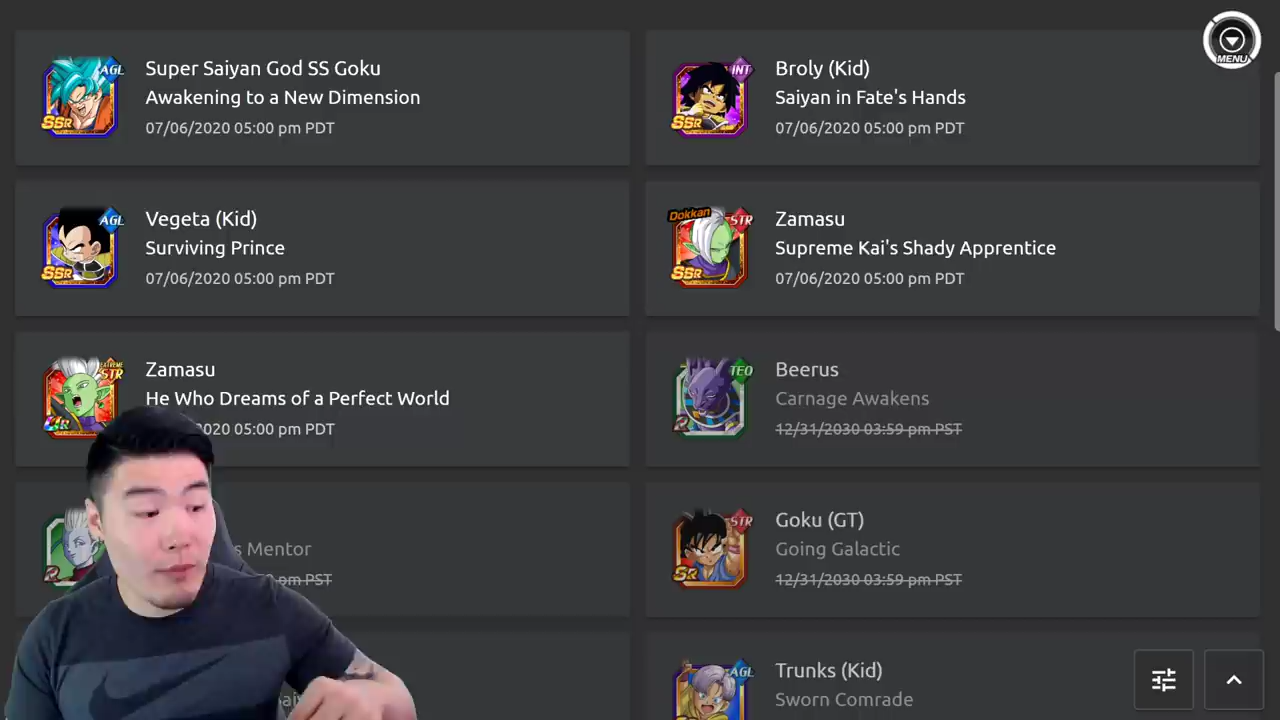 MENU
AGL
SSR
Super Saiyan God SS Goku
Awakening to a New Dimension
07/06/2020 05:00 pm PDT
INT
SSR
Broly (Kid)
Saiyan in Fate's Hands
07/06/2020 05:00 pm PDT
AGL
SSR
Vegeta (Kid)
Surviving Prince
07/06/2020 05:00 pm PDT
Dokkan
STR
SSR
Zamasu
Supreme Kai's Shady Apprentice
07/06/2020 05:00 pm PDT
EXTREME
STR
UR
Zamasu
He Who Dreams of a Perfect World
020 05:00 pm PDT
TEQ
R
Beerus
Carnage Awakens
12/31/2030 03:59 pm PST
R
s Mentor
pm PST
STR
SR
Goku (GT)
Going Galactic
12/31/2030 03:59 pm PST
AGL
Trunks (Kid)
Sworn Comrade